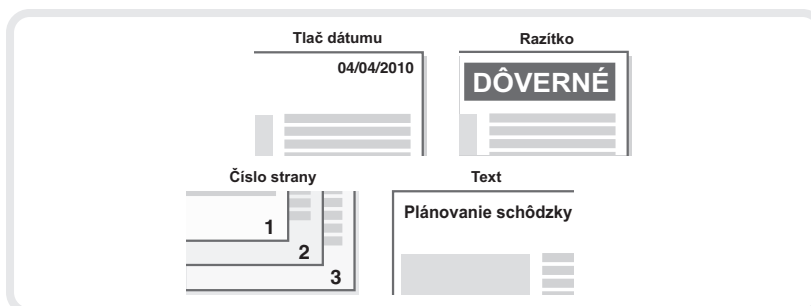 Tlač dátumu
04/04/2010
Razítko
DÔVERNÉ
Číslo strany
1
2
3
Text
Plánovanie schôdzky